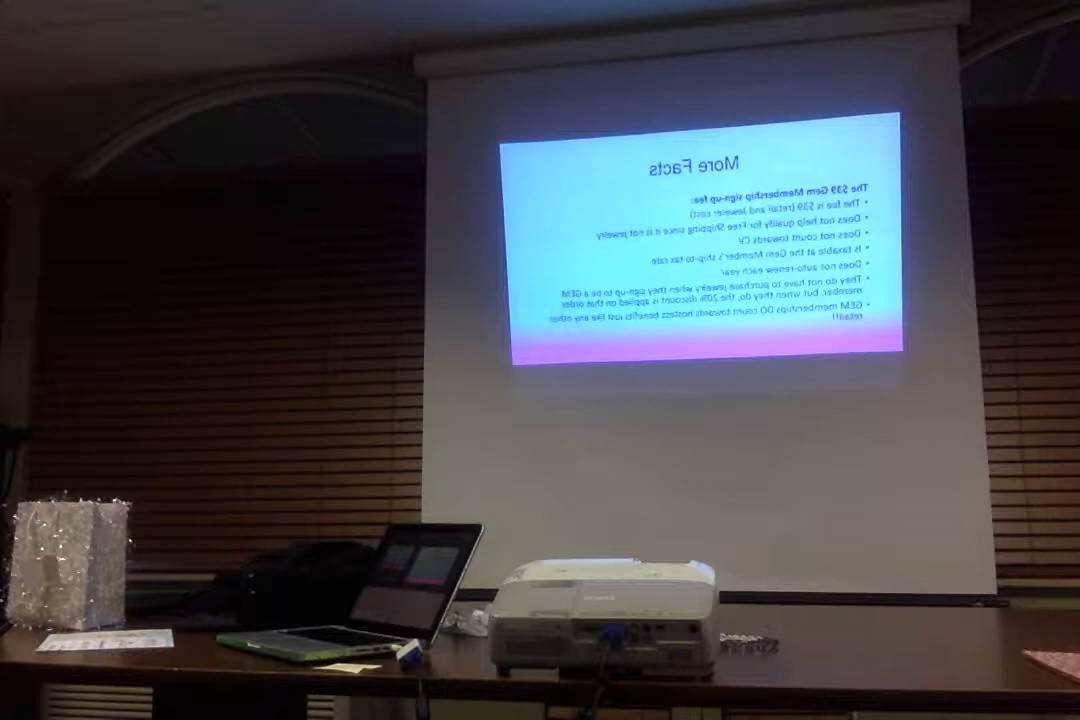 More Facts
The $39 Gem Membership sign-up fee:
• The fee is $39 (retail and Jeweler cost)
• Does not help qualify for Free Shipping since it is not jewelry
• Does not count towards CV
• Is taxable at the Gem Member's ship-to tax rate
• Does not auto-renew each year
• They do not have to purchase jewelry when they sign-up to be a GEM
member, but when they do, the 20% discount is applied on that order
• GEM memberships DO count towards hostess benefits just like any other
retail!